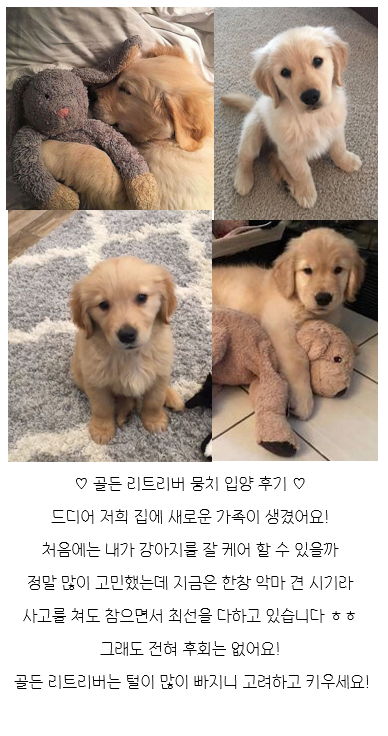 ♡ 골든 리트리버 뭉치 입양 후기 ♡
드디어 저희 집에 새로운 가족이 생겼어요!
처음에는 내가 강아지를 잘 케어 할 수 있을까
정말 많이 고민했는데 지금은 한창 악마 견 시기라
사고를 쳐도 참으면서 최선을 다하고 있습니다 ㅎㅎ
그래도 전혀 후회는 없어요!
골든 리트리버는 털이 많이 빠지니 고려하고 키우세요!